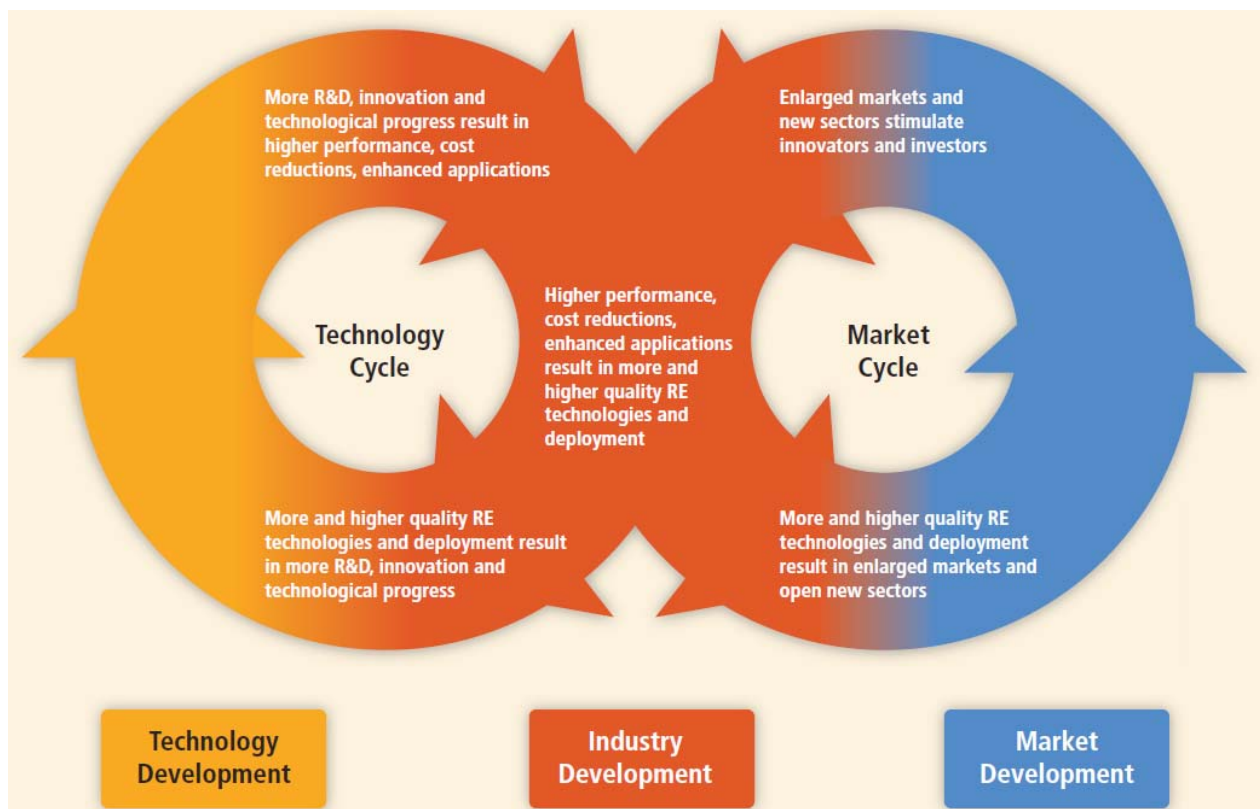 More R&D, innovation and
technological progress result in
higher performance, cost
reductions, enhanced applications
Enlarged markets and
new sectors stimulate
innovators and investors
Technology
Cycle
Higher performance,
cost reductions,
enhanced applications
result in more and
higher quality RE
technologies and
deployment
Market
Cycle
More and higher quality RE
technologies and deployment result
in more R&D, innovation and
technological progress
More and higher quality RE
technologies and deployment
result in enlarged markets and
open new sectors
Technology
Development
Industry
Development
Market
Development